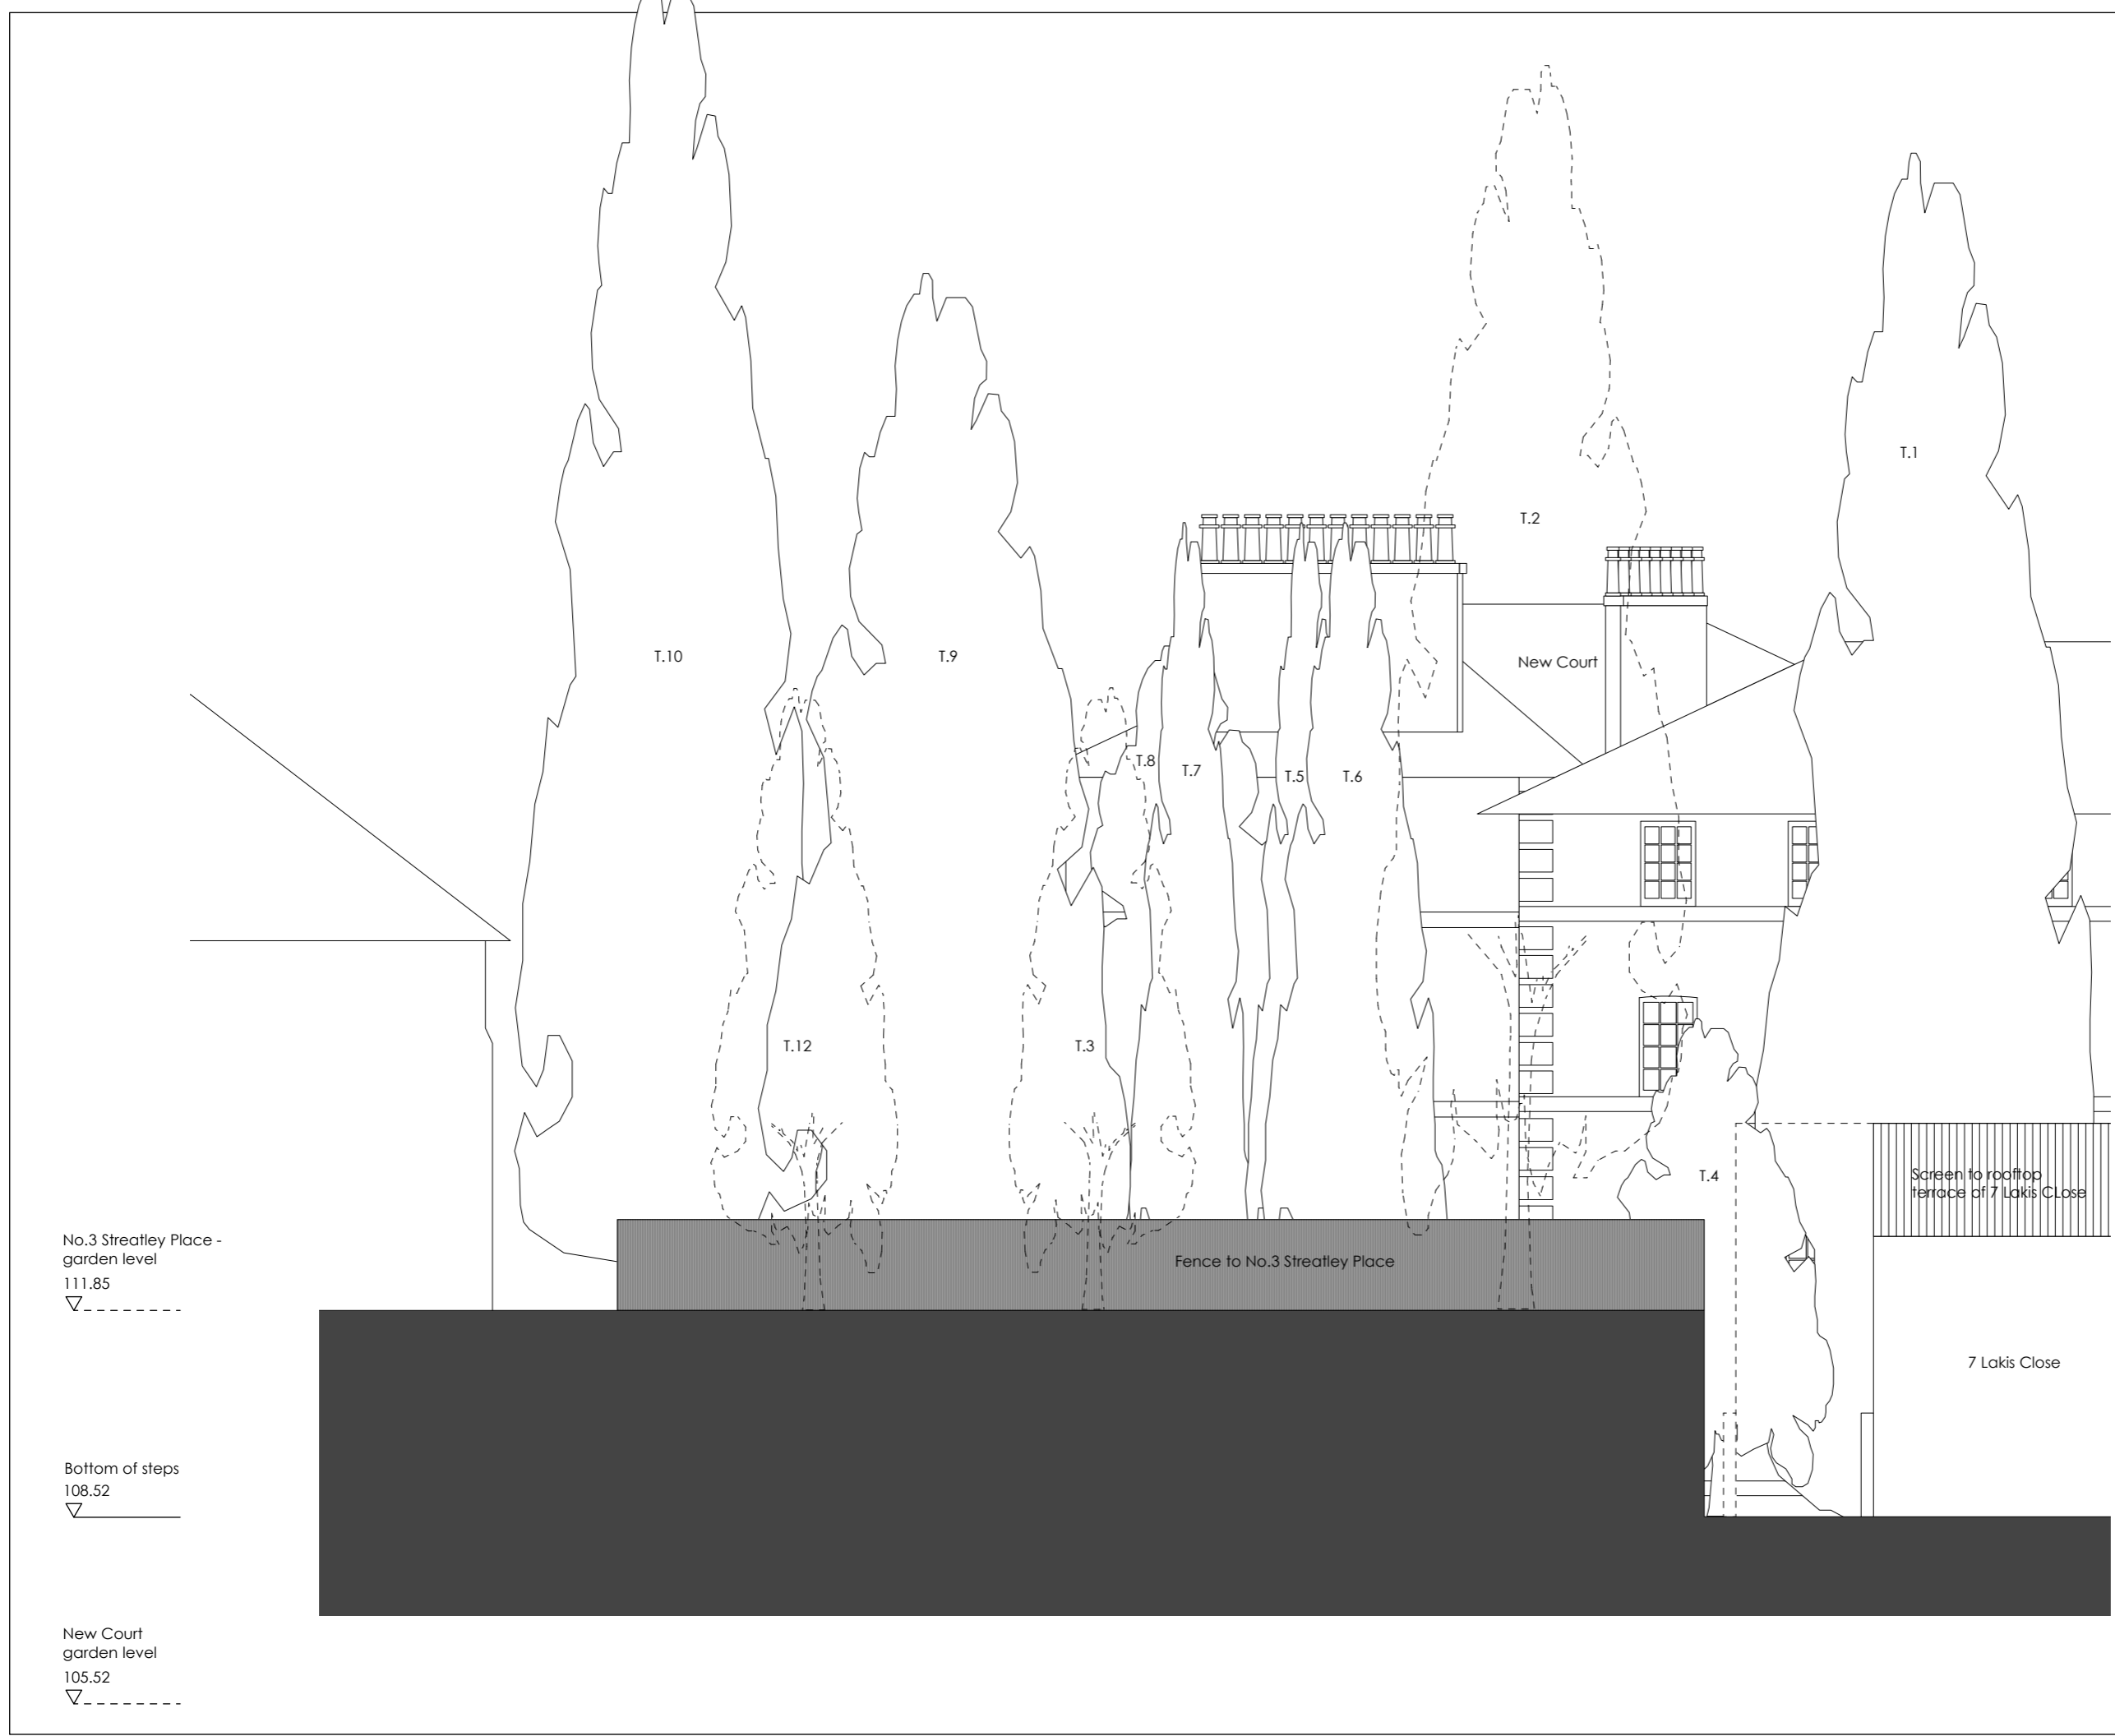 T.1
T.2
T.10
T.9
New Court
T.8
T.7
T.5
T.6
T.12
T.3
T.4
Screen to rooftop
terrace of 7 Lakis CLose
No.3 Streatley Place -
garden level
111.85
Fence to No.3 Streatley Place
7 Lakis Close
Bottom of steps
108.52
New Court
garden level
105.52